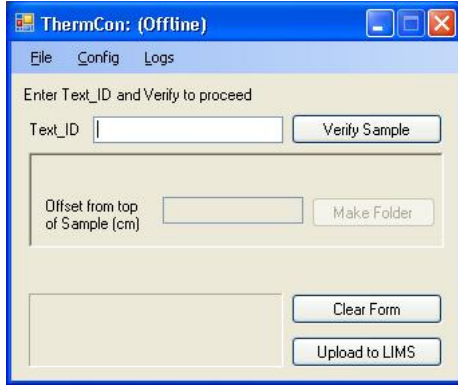 ThermCon: (Offline)
File Config Logs
Enter Text_ID and Verify to proceed
Text_ID Verify Sample
Offset from top
of Sample (cm) Make Folder
Clear Form
Upload to LIMS